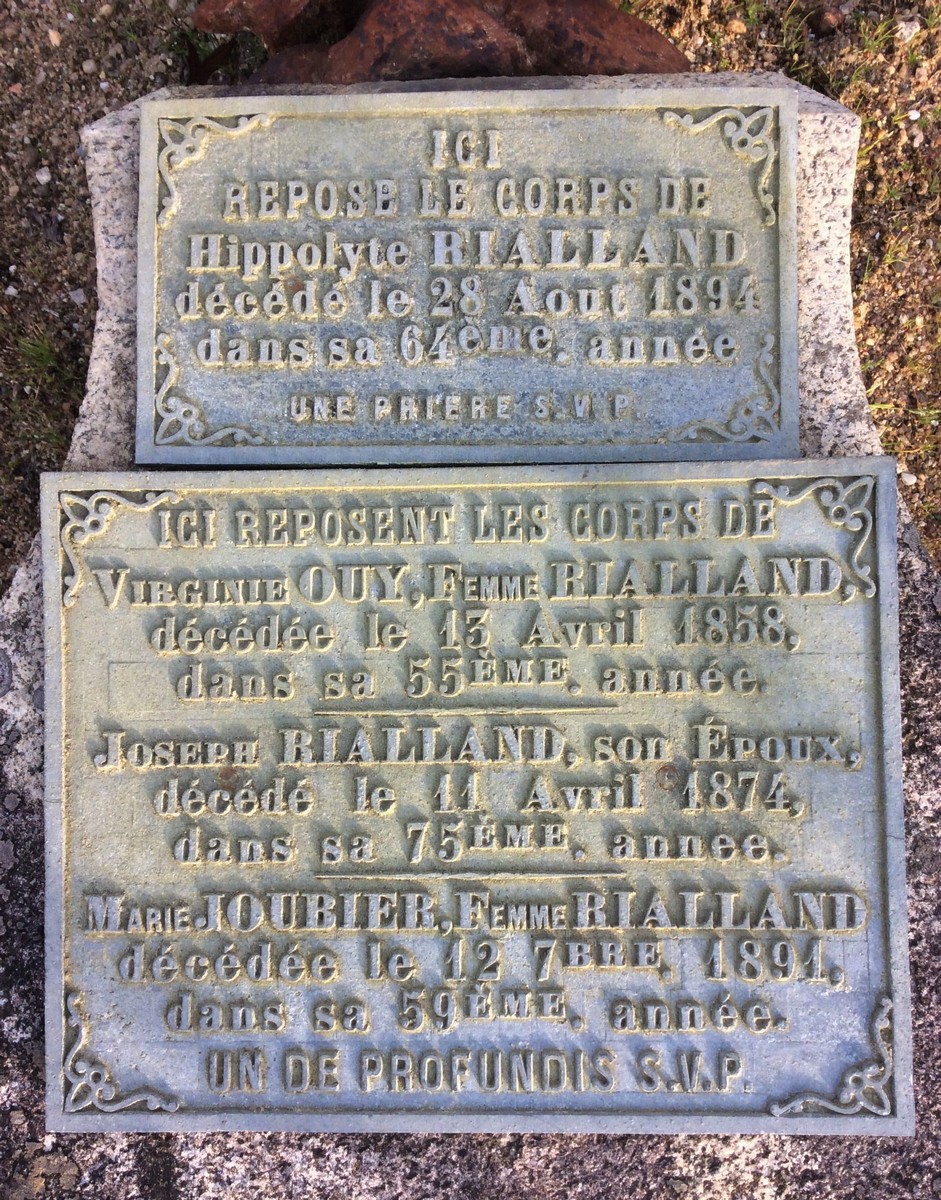 ICI
REPOSE LE CORPS DE
Hippolyte RIALLAND
décédé le 28 Aout 1894
dans sa 64ème. année
UNE PRIERE S.V.P.
ICI REPOSENT LES CORPS DE
VIRGINIE OUY, FEMME RIALLAND,
décédée le 13 Avril 1858,
dans sa 55ÈME. année.
JOSEPH RIALLAND, SON ÉPOUX,
décédé le 11 Avril 1874,
dans sa 75ÈME. année.
MARIE JOUBIER, FEMME RIALLAND
décédée le 12 7BRE 1891,
dans sa 59ÈME. année.
UN DE PROFUNDIS S.V.P.